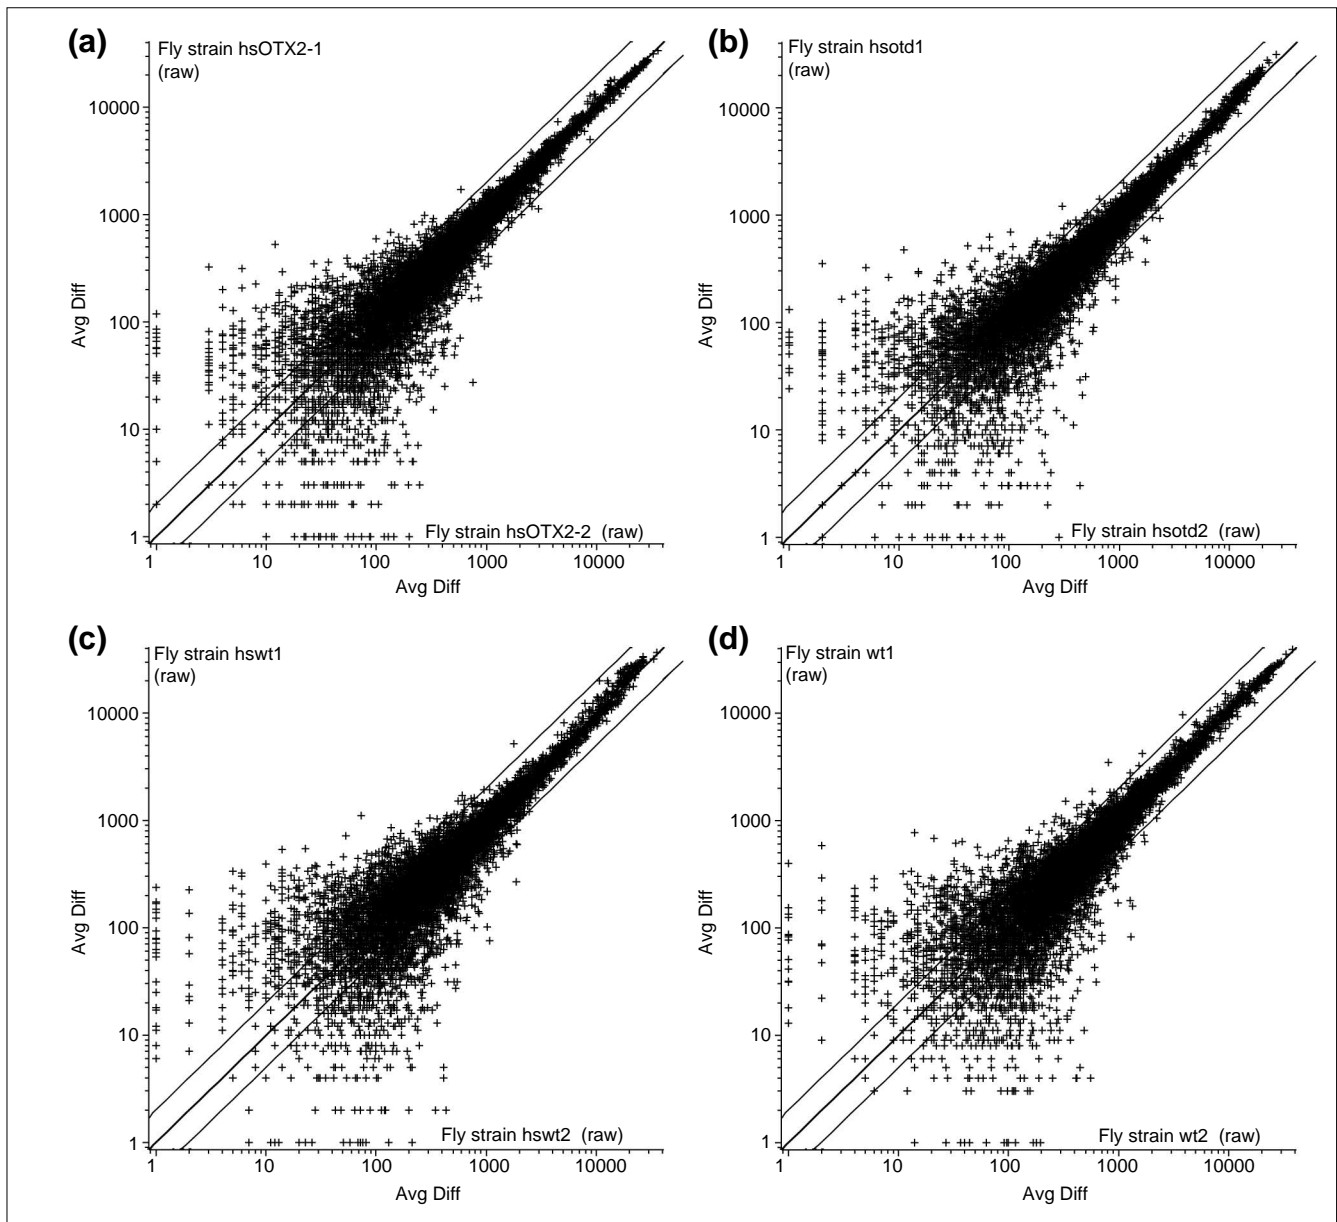 (a)
Fly strain hsOTX2-1
(raw)
10000
1000
100
10
1
Avg Diff
Fly strain hsOTX2-2 (raw)
1 10 100 1000 10000
Avg Diff
(b)
Fly strain hsotd1
(raw)
10000
1000
100
10
1
Avg Diff
Fly strain hsotd2 (raw)
1 10 100 1000 10000
Avg Diff
(c)
Fly strain hswt1
(raw)
10000
1000
100
10
1
Avg Diff
Fly strain hswt2 (raw)
1 10 100 1000 10000
Avg Diff
(d)
Fly strain wt1
(raw)
10000
1000
100
10
1
Avg Diff
Fly strain wt2 (raw)
1 10 100 1000 10000
Avg Diff